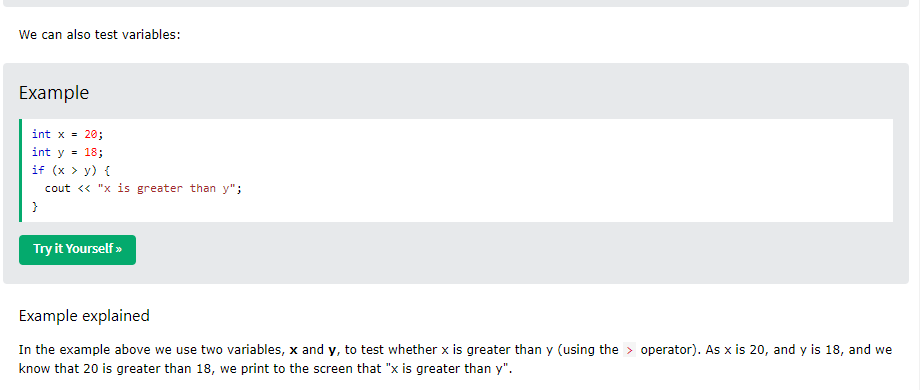 We can also test variables:
Example
int x = 20;
int y = 18;
if (x > y) {
  cout << "x is greater than y";
}
Try it Yourself »
Example explained
In the example above we use two variables, x and y, to test whether x is greater than y (using the > operator). As x is 20, and y is 18, and we
know that 20 is greater than 18, we print to the screen that "x is greater than y".